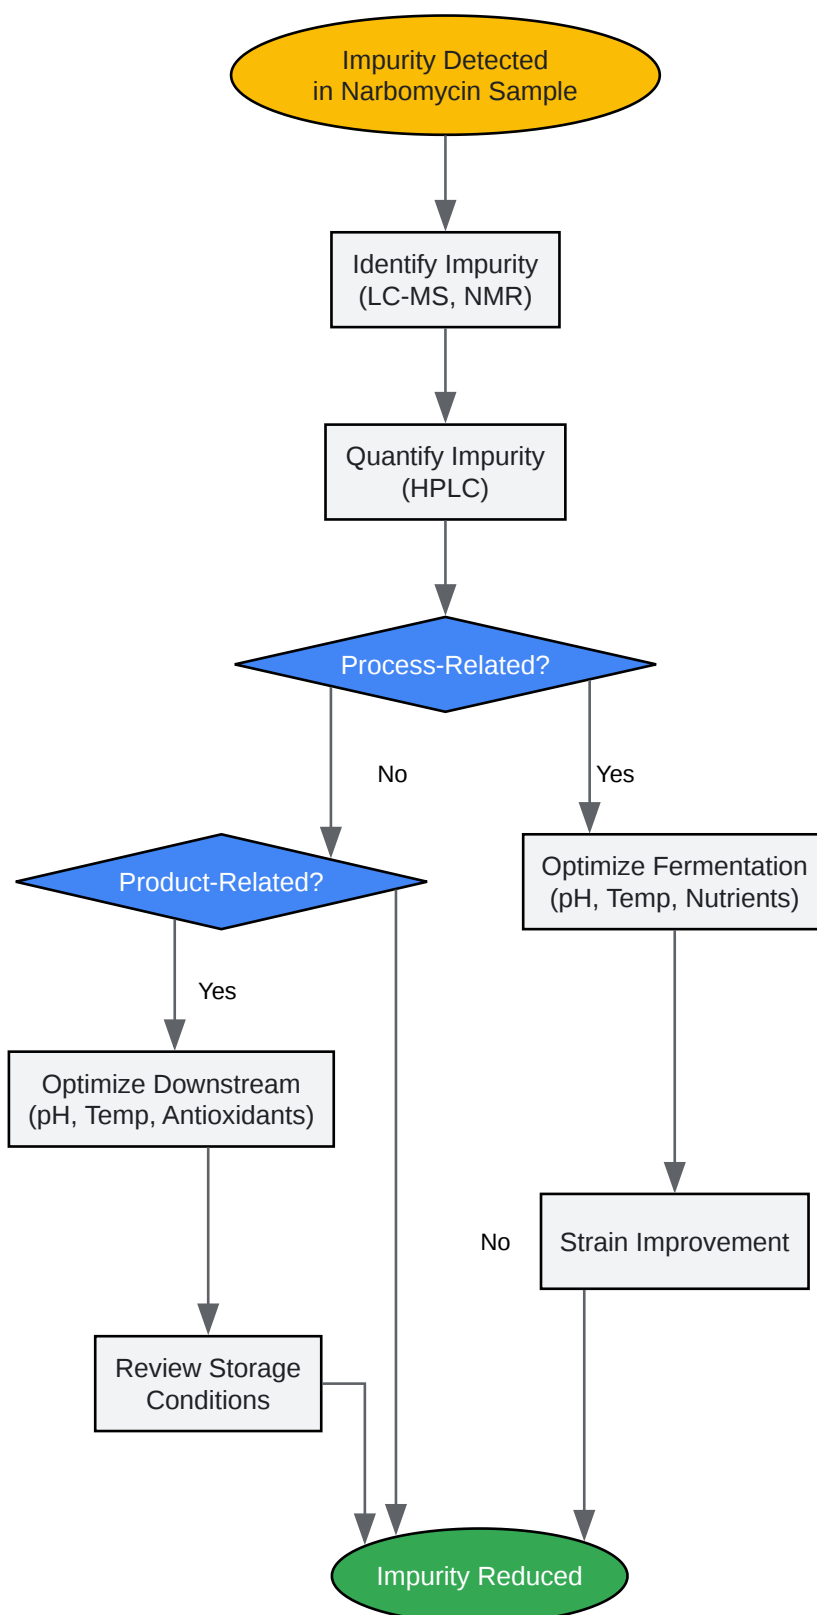 Impurity Detected
in Narbomycin Sample
Identify Impurity
(LC-MS, NMR)
Quantify Impurity
(HPLC)
Process-Related?
No
Yes
Product-Related?
Optimize Fermentation
(pH, Temp, Nutrients)
Yes
Optimize Downstream
(pH, Temp, Antioxidants)
No
Strain Improvement
Review Storage
Conditions
Impurity Reduced